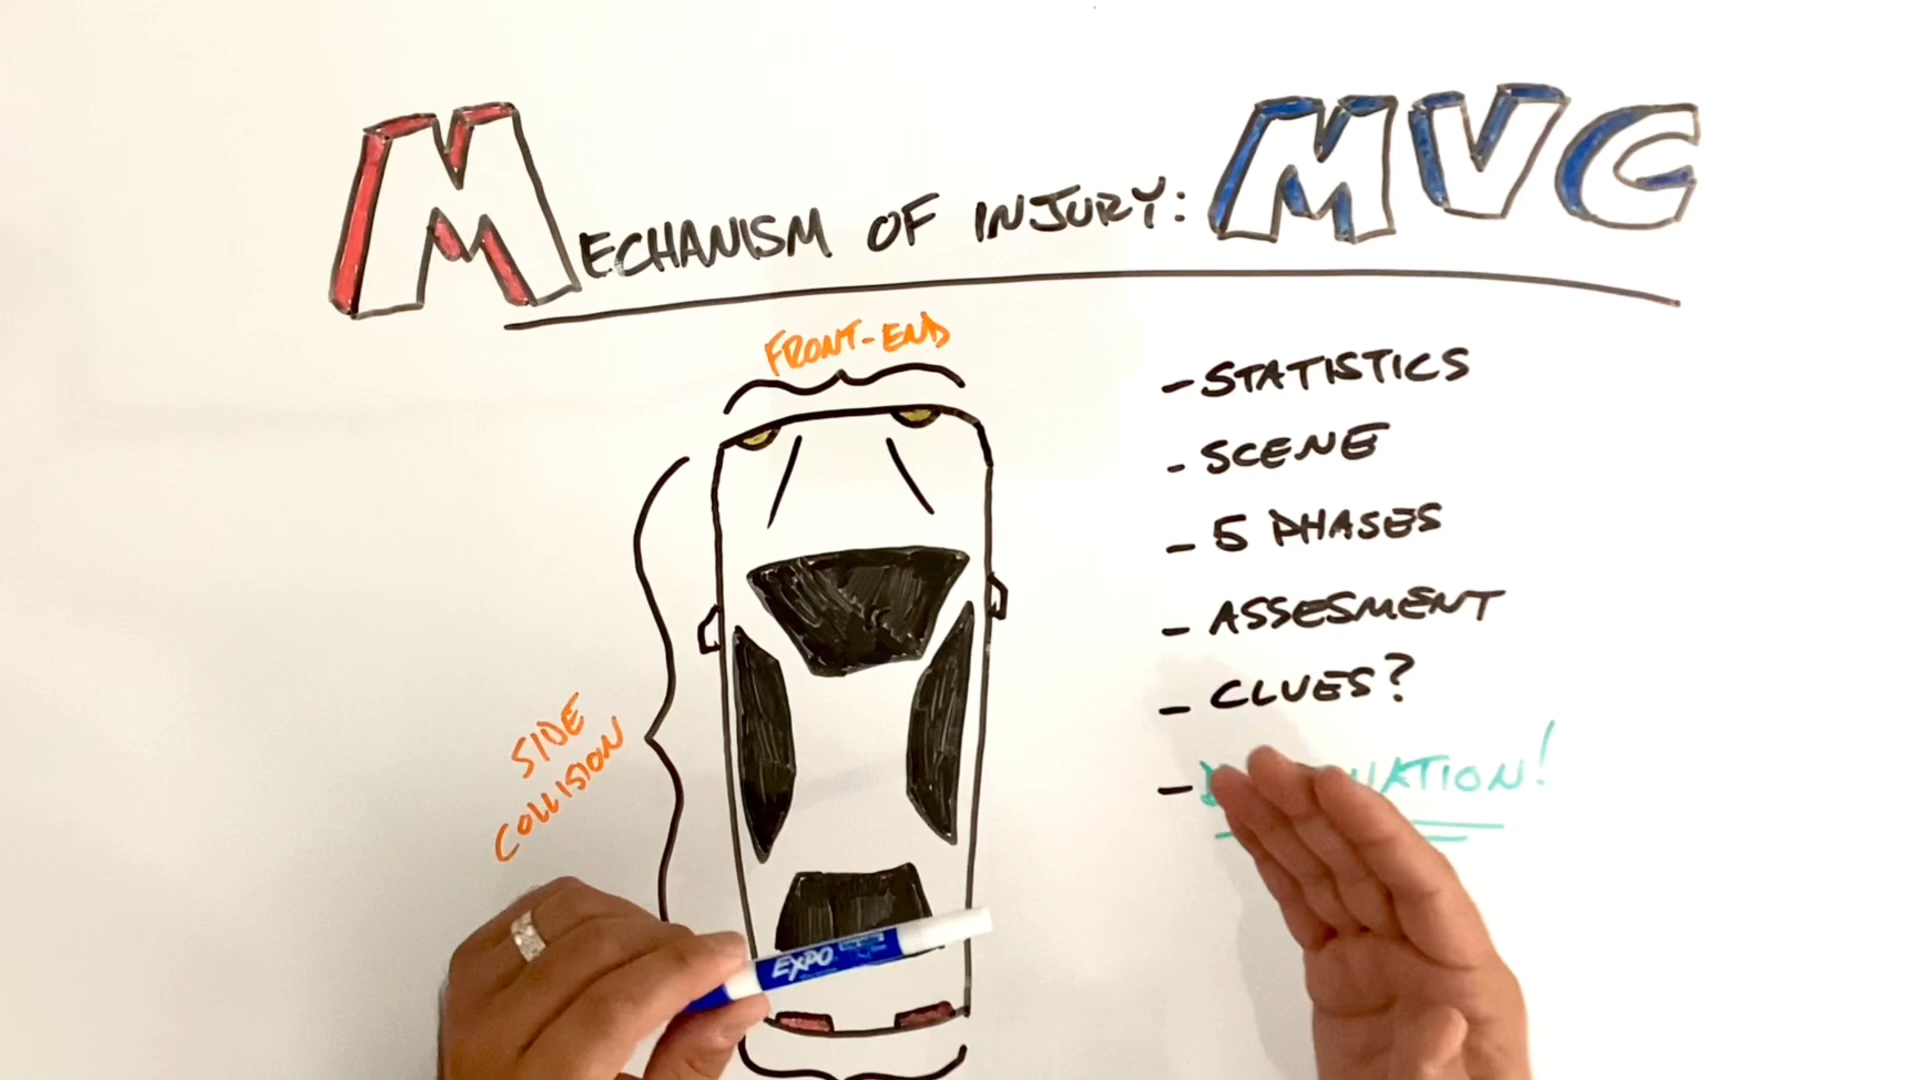 MECHANISM OF INJURY: MVC
FRONT-END
- STATISTICS
- SCENE
- 5 PHASES
- ASSESMENT
- CLUES?
SIDE
COLLISION
EXPO